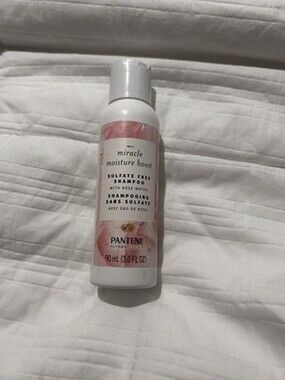 miracle
moisture boost
SULFATE FREE
SHAMPOO
WITH ROSE WATER
SHAMPOOING
SANS SULFATE
AVEC EAU DE ROSE
PANTENE
90 mL (3.0 FL OZ)